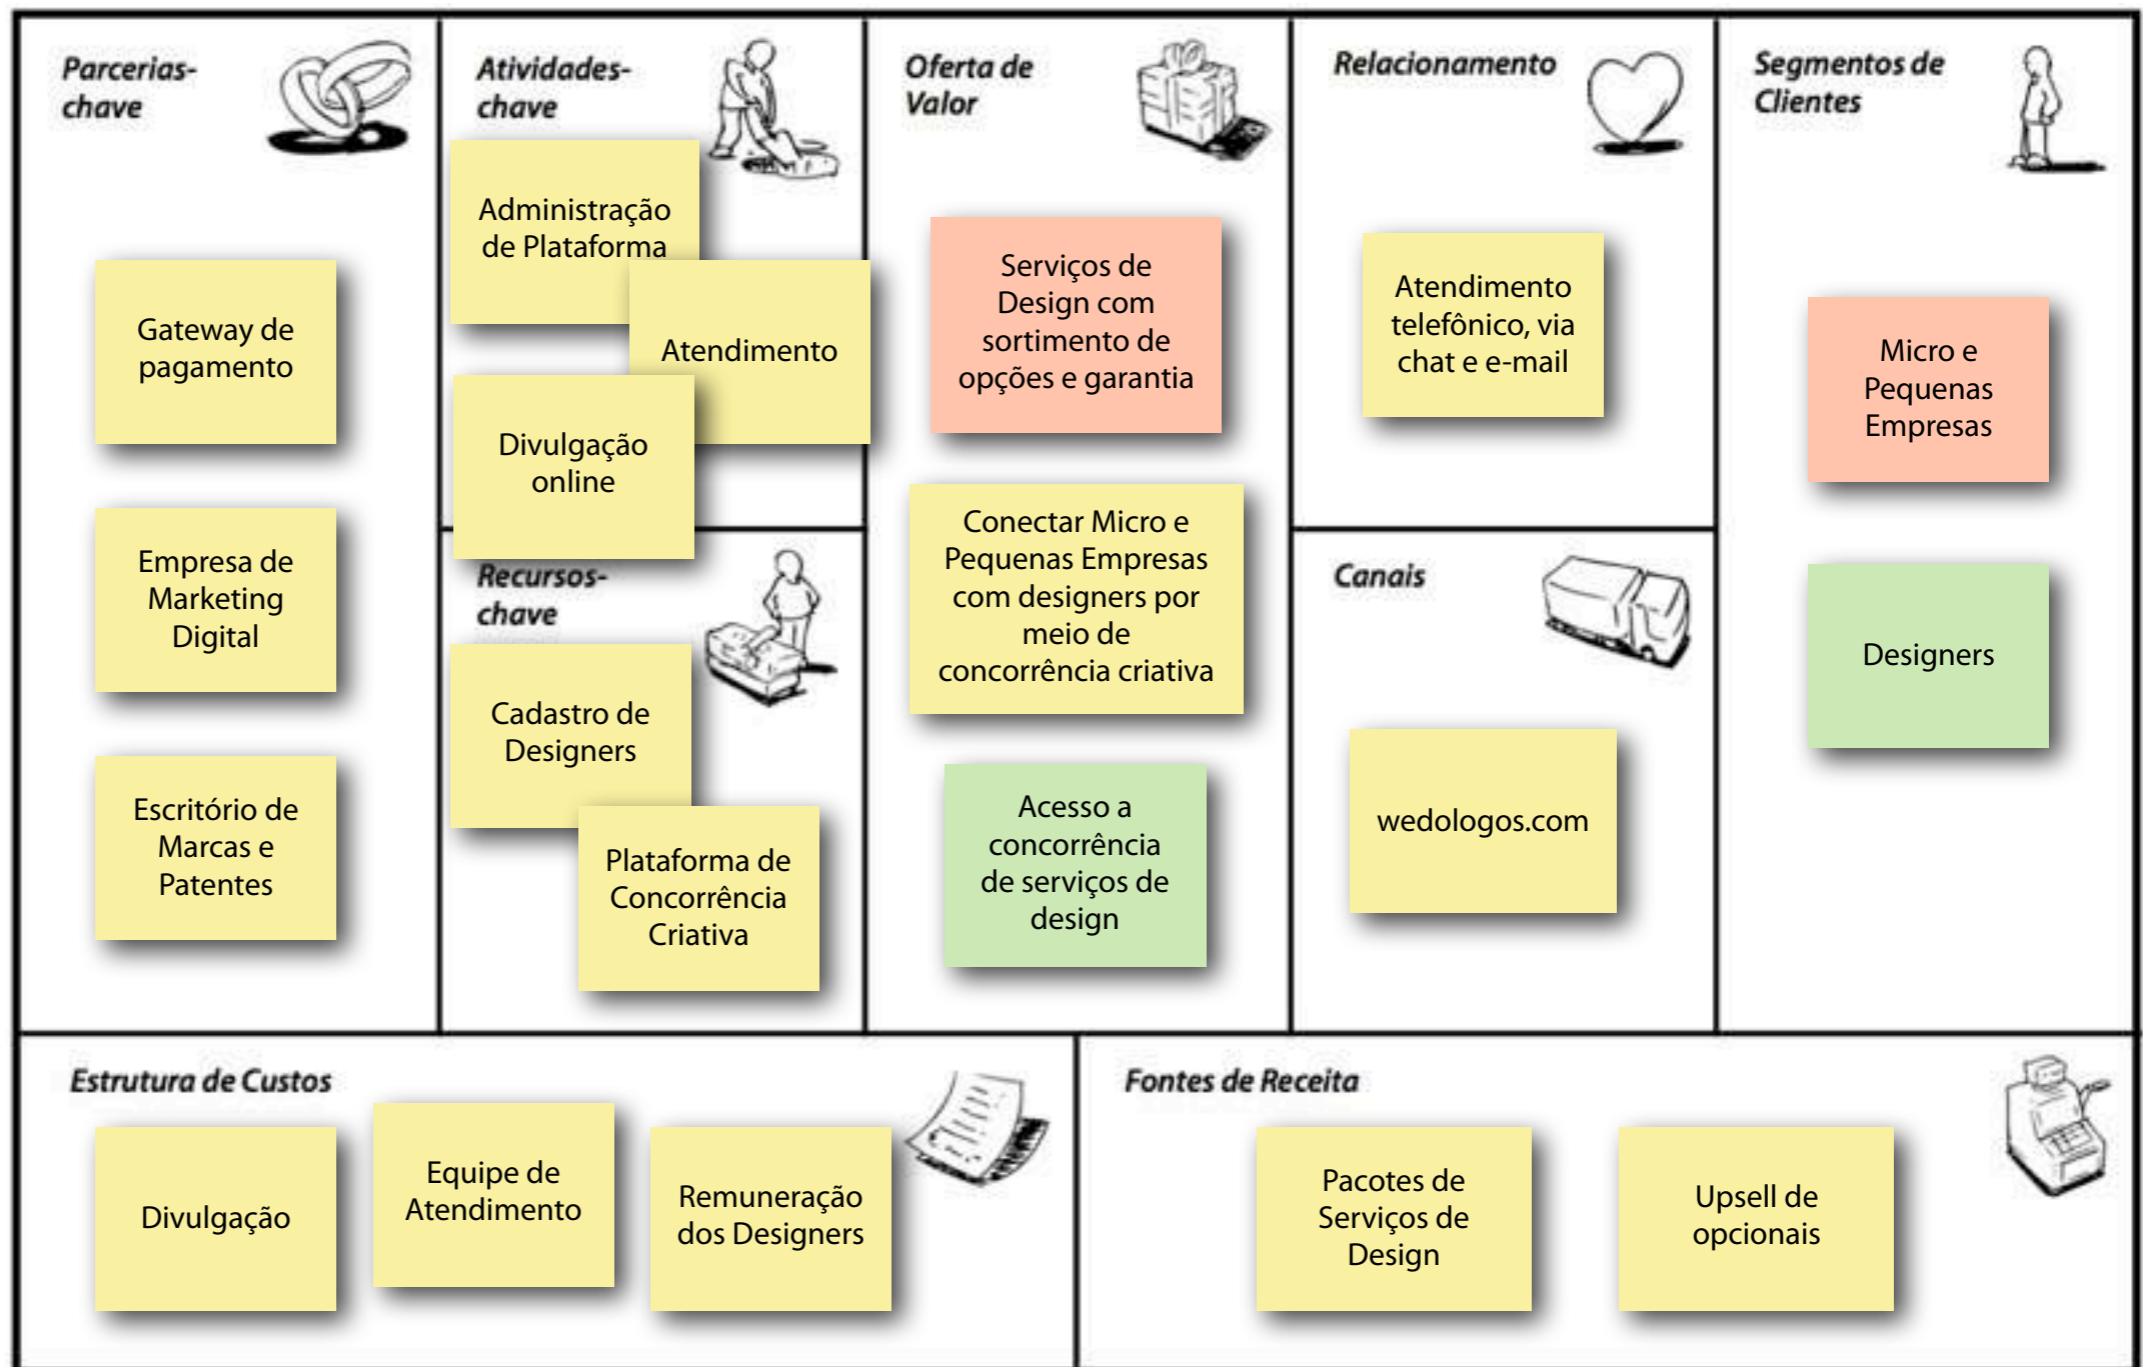 Parcerias-
chave
Gateway de
pagamento
Empresa de
Marketing
Digital
Escritório de
Marcas e
Patentes
Atividades-
chave
Administração
de Plataforma
Atendimento
Divulgação
online
Recursos-
chave
Cadastro de
Designers
Plataforma de
Concorrência
Criativa
Oferta de
Valor
Serviços de
Design com
sortimento de
opções e garantia
Conectar Micro e
Pequenas Empresas
com designers por
meio de
concorrência criativa
Acesso a
concorrência
de serviços de
design
Relacionamento
Atendimento
telefônico, via
chat e e-mail
Canais
wedologos.com
Segmentos de
Clientes
Micro e
Pequenas
Empresas
Designers
Estrutura de Custos
Divulgação
Equipe de
Atendimento
Remuneração
dos Designers
Fontes de Receita
Pacotes de
Serviços de
Design
Upsell de
opcionais